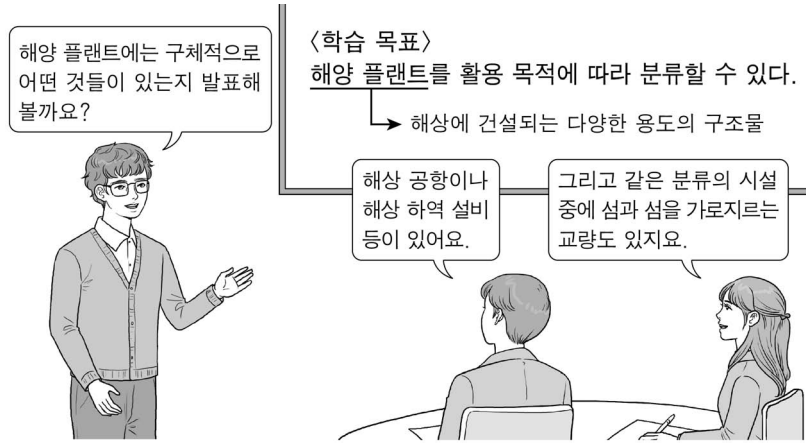 해양 플랜트에는 구체적으로
어떤 것들이 있는지 발표해
볼까요?
〈학습 목표〉
해양 플랜트를 활용 목적에 따라 분류할 수 있다.
해상에 건설되는 다양한 용도의 구조물
해상 공항이나
해상 하역 설비
등이 있어요.
그리고 같은 분류의 시설
중에 섬과 섬을 가로지르는
교량도 있지요.